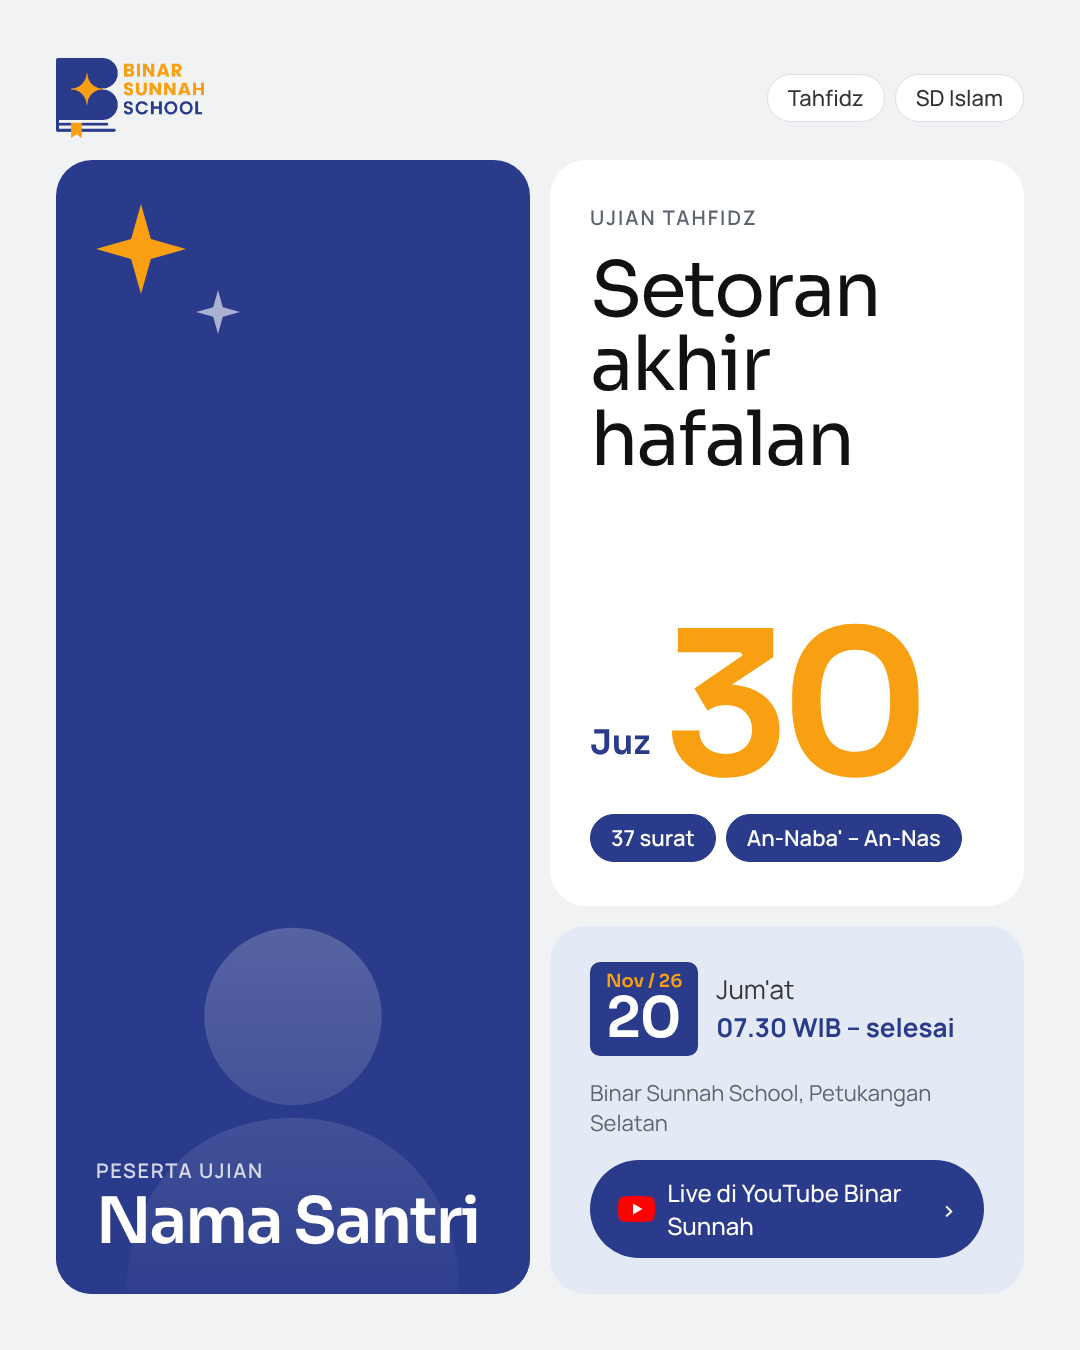 BINAR
SUNNAH
SCHOOL
Tahfidz
SD Islam
UJIAN TAHFIDZ
Setoran
akhir
hafalan
Juz 30
37 surat
An-Naba' – An-Nas
PESERTA UJIAN
Nama Santri
Nov / 26
20
Jum'at
07.30 WIB – selesai
Binar Sunnah School, Petukangan
Selatan
Live di YouTube Binar
Sunnah